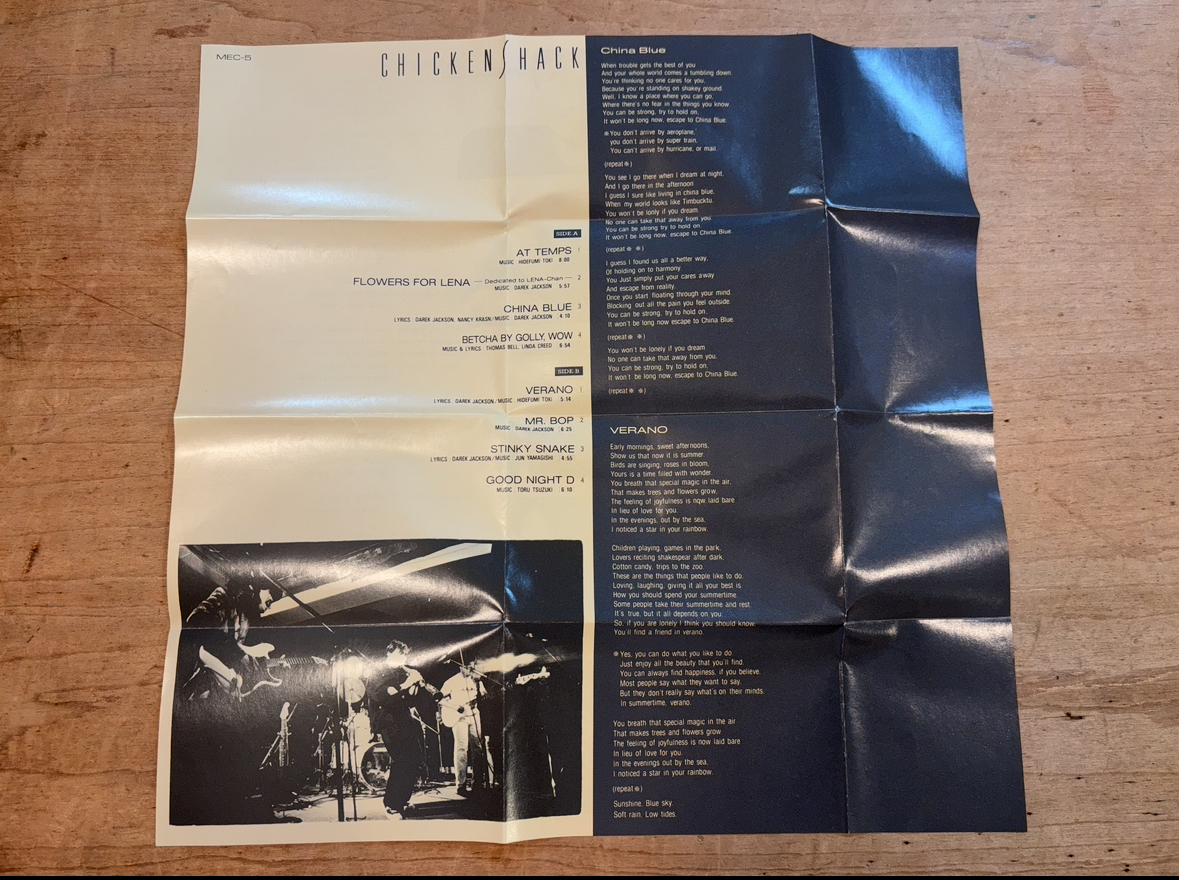 MEC-5
CHICKENSHACK
SIDE A
AT TEMPS 1
MUSIC : HIDEFUMI TOKI 8:00
FLOWERS FOR LENA — Dedicated to LENA-Chan — 2
MUSIC : DAREK JACKSON 5:57
CHINA BLUE 3
LYRICS : DAREK JACKSON, NANCY KRASN / MUSIC : DAREK JACKSON 4:10
BETCHA BY GOLLY, WOW 4
MUSIC & LYRICS : THOMAS BELL, LINDA CREED 6:54
SIDE B
VERANO 1
LYRICS : DAREK JACKSON / MUSIC : HIDEFUMI TOKI 5:14
MR. BOP 2
MUSIC : DAREK JACKSON 6:25
STINKY SNAKE 3
LYRICS : DAREK JACKSON / MUSIC : JUN YAMAGISHI 4:55
GOOD NIGHT D 4
MUSIC : TORU TSUZUKI 6:10
China Blue
When trouble gets the best of you
And your whole world comes a tumbling down.
You're thinking no one cares for you,
Because you're standing on shakey ground.
Well, I know a place where you can go,
Where there's no fear in the things you know
You can be strong, try to hold on,
It won't be long now, escape to China Blue.
※You don't arrive by aeroplane,
you don't arrive by super train,
You can't arrive by hurricane, or mail.
(repeat※)
You see I go there when I dream at night.
And I go there in the afternoon
I guess I sure like living in china blue.
When my world looks like Timbucktu.
You won't be lonly if you dream
No one can take that away from you.
You can be strong try to hold on
It won't be long now, escape to China Blue.
(repeat※ ※)
I guess I found us all a better way,
Of holding on to harmony
You Just simply put your cares away
And escape from reality.
Once you start floating through your mind.
Blocking out all the pain you feel outside.
You can be strong, try to hold on,
It won't be long now escape to China Blue.
(repeat※ ※)
You won't be lonely if you dream
No one can take that away from you.
You can be strong, try to hold on,
It won't be long now, escape to China Blue.
(repeat※ ※)
VERANO
Early mornings, sweet afternoons,
Show us that now it is summer
Birds are singing, roses in bloom,
Yours is a time filled with wonder.
You breath that special magic in the air,
That makes trees and flowers grow,
The feeling of joyfulness is now laid bare
In lieu of love for you.
In the evenings, out by the sea,
I noticed a star in your rainbow.
Children playing, games in the park,
Lovers reciting shakespear after dark.
Cotton candy, trips to the zoo.
These are the things that people like to do.
Loving, laughing, giving it all your best is
How you should spend your summertime.
Some people take their summertime and rest.
It's true, but it all depends on you.
So, if you are lonely I think you should know.
You'll find a friend in verano.
※Yes, you can do what you like to do.
Just enjoy all the beauty that you'll find.
You can always find happiness, if you believe.
Most people say what they want to say.
But they don't really say what's on their minds.
In summertime, verano.
You breath that special magic in the air
That makes trees and flowers grow
The feeling of joyfulness is now laid bare
In lieu of love for you.
In the evenings out by the sea,
I noticed a star in your rainbow.
(repeat※)
Sunshine. Blue sky.
Soft rain. Low tides.